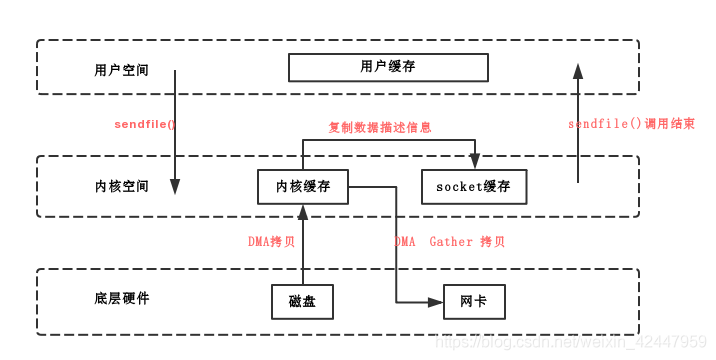 用户空间
用户缓存
sendfile()
复制数据描述信息
sendfile()调用结束
内核空间
内核缓存
socket缓存
DMA拷贝
DMA Gather 拷贝
底层硬件
磁盘
网卡
https://blog.csdn.net/weixin_42447959